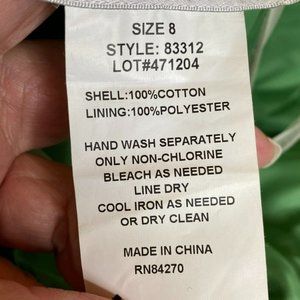 SIZE 8
STYLE: 83312
LOT#471204
SHELL:100%COTTON
LINING:100%POLYESTER
HAND WASH SEPARATELY
ONLY NON-CHLORINE
BLEACH AS NEEDED
LINE DRY
COOL IRON AS NEEDED
OR DRY CLEAN
MADE IN CHINA
RN84270